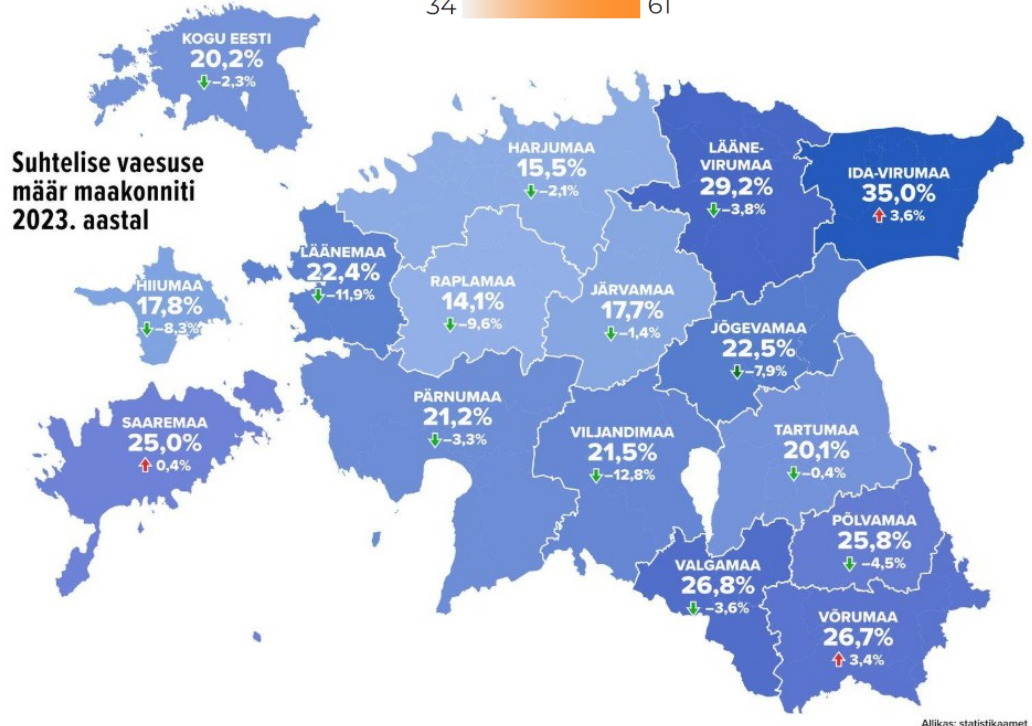 34 61
KOGU EESTI
20,2%
–2,3%
Suhtelise vaesuse
määr maakonniti
2023. aastal
HARJUMAA
15,5%
–2,1%
LÄÄNE-
VIRUMAA
29,2%
–3,8%
IDA-VIRUMAA
35,0%
3,6%
LÄÄNEMAA
22,4%
–11,9%
HIIUMAA
17,8%
–8,3%
RAPLAMAA
14,1%
–9,6%
JÄRVAMAA
17,7%
–1,4%
JÕGEVAMAA
22,5%
–7,9%
SAAREMAA
25,0%
0,4%
PÄRNUMAA
21,2%
–3,3%
VILJANDIMAA
21,5%
–12,8%
TARTUMAA
20,1%
–0,4%
PÕLVAMAA
25,8%
–4,5%
VALGAMAA
26,8%
–3,6%
VÕRUMAA
26,7%
3,4%
Allikas: statistikaamet